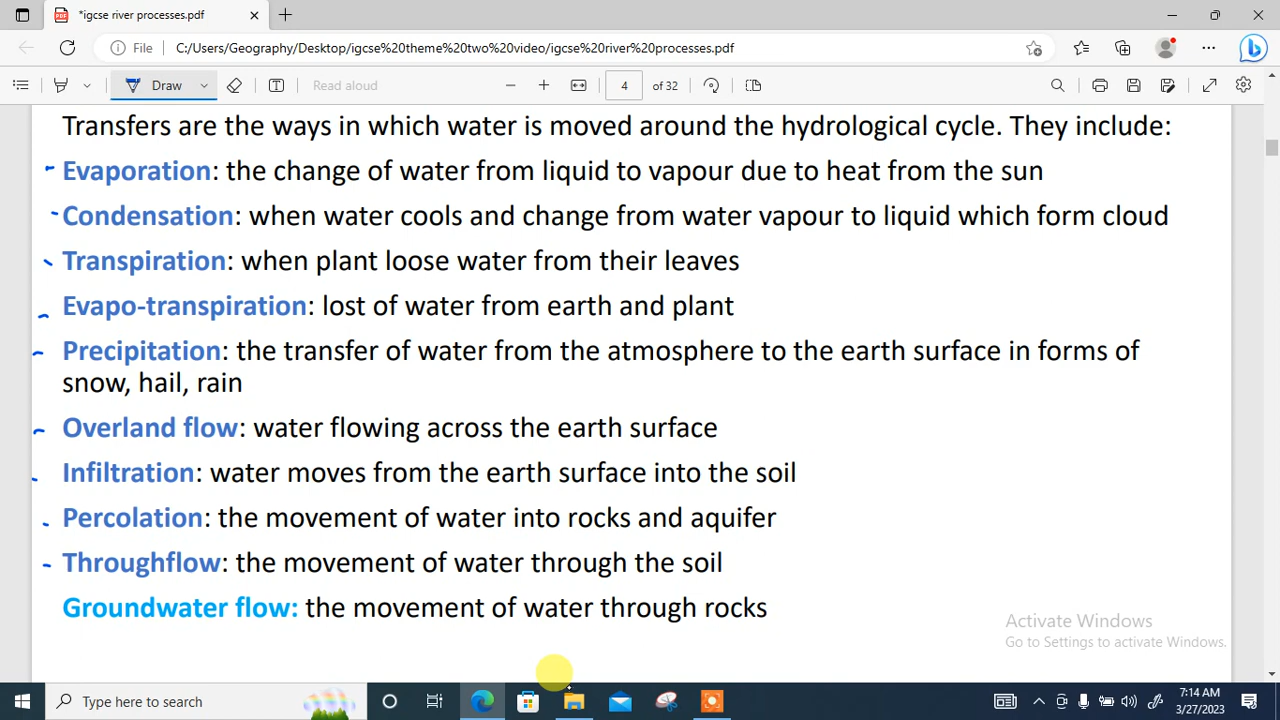 *igcse river processes.pdf
File C:/Users/Geography/Desktop/igcse%20theme%20two%20video/igcse%20river%20processes.pdf
Draw Read aloud 4 of 32
Transfers are the ways in which water is moved around the hydrological cycle. They include:
Evaporation: the change of water from liquid to vapour due to heat from the sun
Condensation: when water cools and change from water vapour to liquid which form cloud
Transpiration: when plant loose water from their leaves
Evapo-transpiration: lost of water from earth and plant
Precipitation: the transfer of water from the atmosphere to the earth surface in forms of
snow, hail, rain
Overland flow: water flowing across the earth surface
Infiltration: water moves from the earth surface into the soil
Percolation: the movement of water into rocks and aquifer
Throughflow: the movement of water through the soil
Groundwater flow: the movement of water through rocks
Activate Windows
Go to Settings to activate Windows.
Type here to search
7:14 AM
3/27/2023